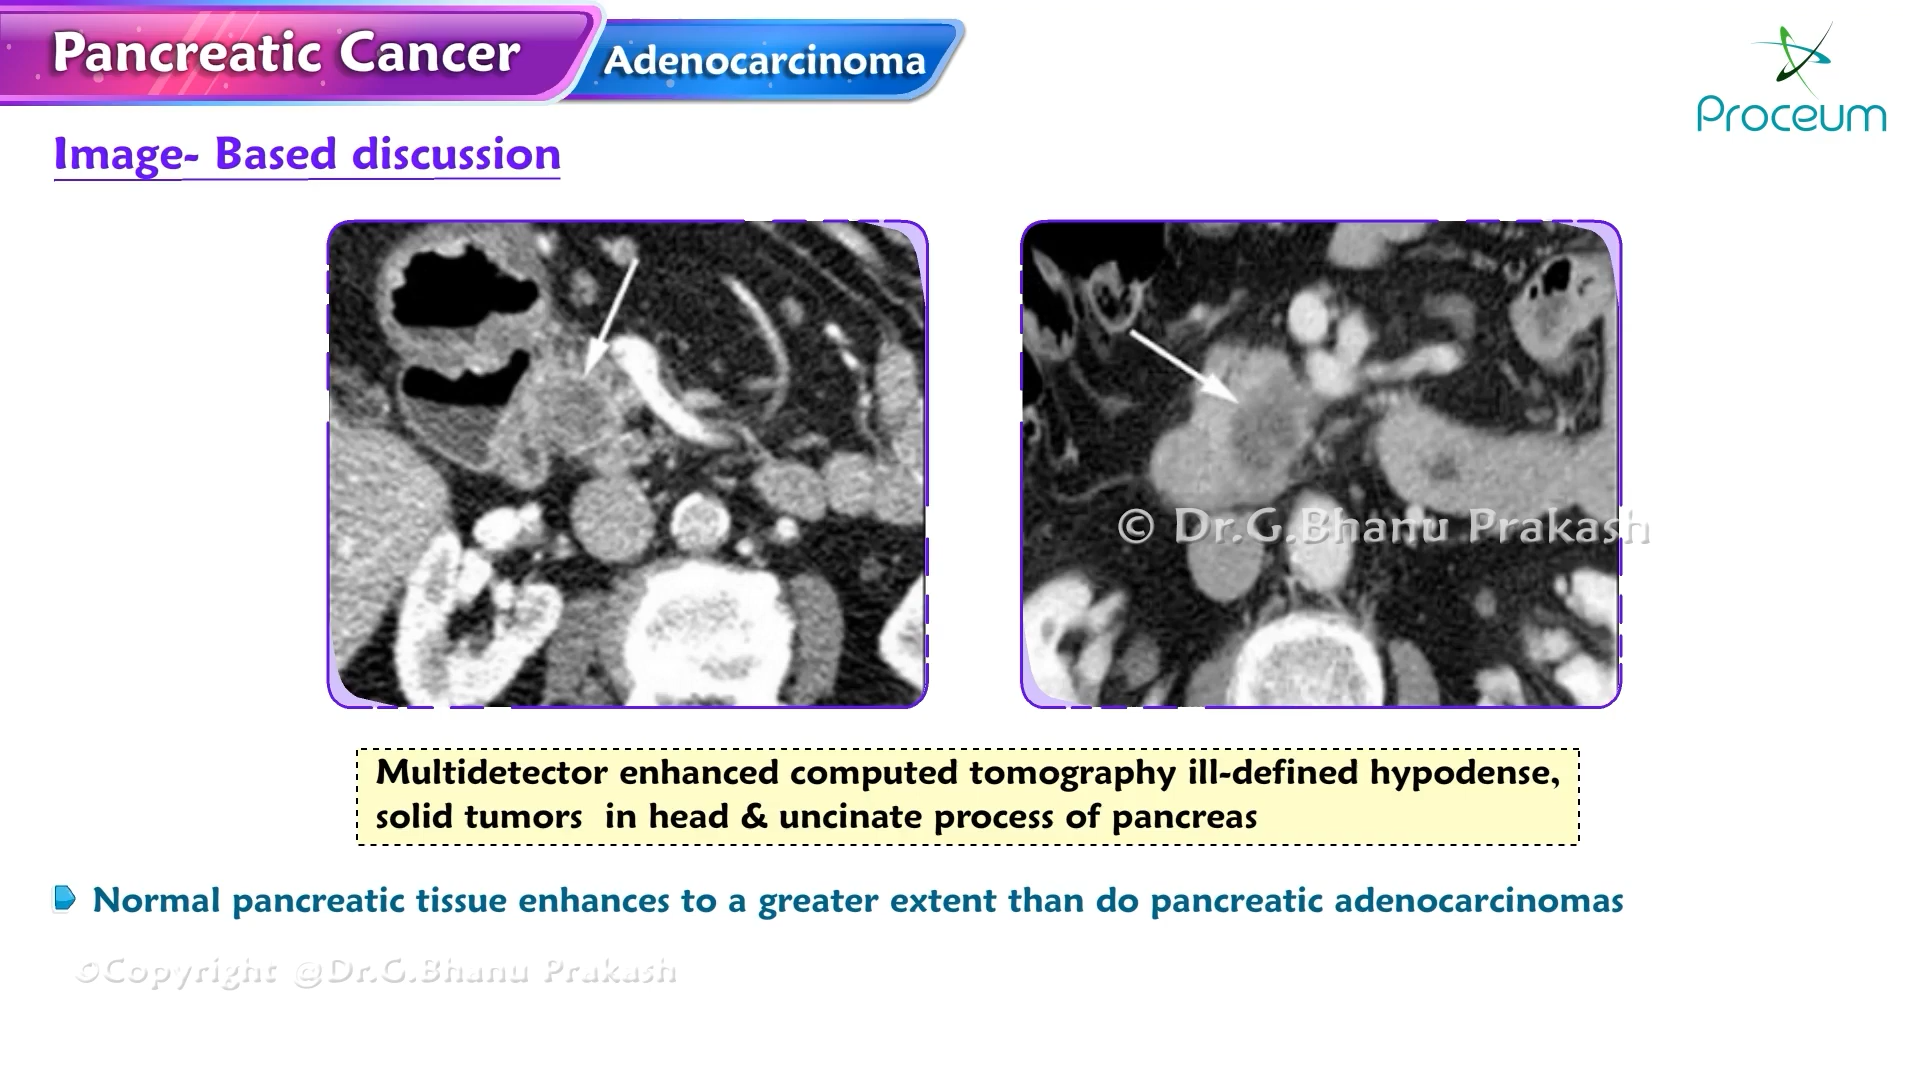 Pancreatic Cancer
Adenocarcinoma
Proceum
Image- Based discussion
© Dr.G.Bhanu Prakash
Multidetector enhanced computed tomography ill-defined hypodense,
solid tumors in head & uncinate process of pancreas
Normal pancreatic tissue enhances to a greater extent than do pancreatic adenocarcinomas
©Copyright @Dr.G.Bhanu Prakash